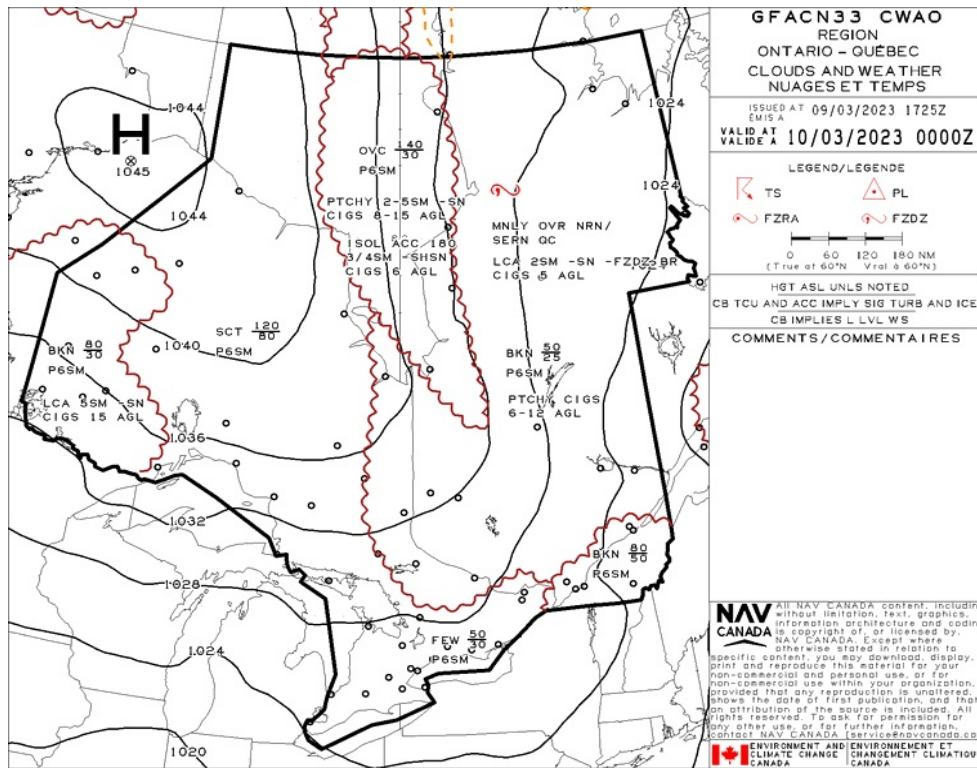 GFACN33 CWAO
REGION
ONTARIO – QUÉBEC
CLOUDS AND WEATHER
NUAGES ET TEMPS
ISSUED AT 09/03/2023 1725Z
ÉMIS A
VALID AT 10/03/2023 0000Z
VALIDE A
LEGEND/LÉGENDE
TS
PL
FZRA
FZDZ
0 60 120 180 NM
(True at 60°N Vrai à 60°N)
HGT ASL UNLS NOTED
CB TCU AND ACC IMPLY SIG TURB AND ICE
CB IMPLIES L LVL WS
COMMENTS/COMMENTAIRES
1044
H
1045
1044
1040
1036
1032
1028
1024
1020
1024
1024
OVC 140
30
P6SM
PTCHY 2-5SM -SN
CIGS 8-15 AGL
ISOL ACC 180
3/4SM -SHSN
CIGS 6 AGL
MNLY OVR NRN/
SERN QC
LCA 2SM -SN -FZDZ BR
CIGS 5 AGL
SCT 120
80
P6SM
BKN 80
30
P6SM
LCA 5SM -SN
CIGS 15 AGL
BKN 50
25
P6SM
PTCHY CIGS
6-12 AGL
BKN 80
50
P6SM
FEW 50
30
P6SM
NAV
CANADA
All NAV CANADA content, includin
without limitation, text, graphics,
information architecture and codin
is copyright of, or licensed by,
NAV CANADA. Except where
otherwise stated in relation to
specific content, you may download, display,
print and reproduce this material for your
non-commercial and personal use, or for
non-commercial use within your organization,
provided that any reproduction is unaltered,
shows the date of first publication, and that
an attribution of the source is included. All
rights reserved. To ask for permission for
any other use, or for further information,
contact NAV CANADA [service@navcanada.ca
ENVIRONMENT AND
CLIMATE CHANGE
CANADA
ENVIRONNEMENT ET
CHANGEMENT CLIMATIQU
CANADA